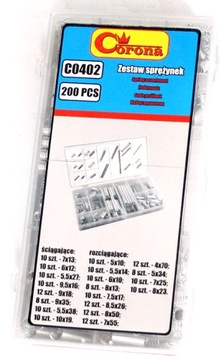 Corona
C0402
200 PCS
Zestaw sprężynek
ściągające:
10 szt. - 7x13;
10 szt. - 6x12;
10 szt. - 5.5x27;
10 szt. - 9.5x16;
12 szt. - 9x16;
8 szt. - 9x35;
10 szt. - 5.5x38;
10 szt. - 10x19.
rozciągające:
10 szt. - 5x10;
10 szt. - 5.5x14;
10 szt. - 6x10;
8 szt. - 8x13;
10 szt. - 7.5x17;
12 szt. - 8.5x26;
12 szt. - 8x50;
12 szt. - 7x55;
12 szt. - 4x70;
8 szt. - 5x34;
10 szt. - 7x25;
10 szt. - 8x23.